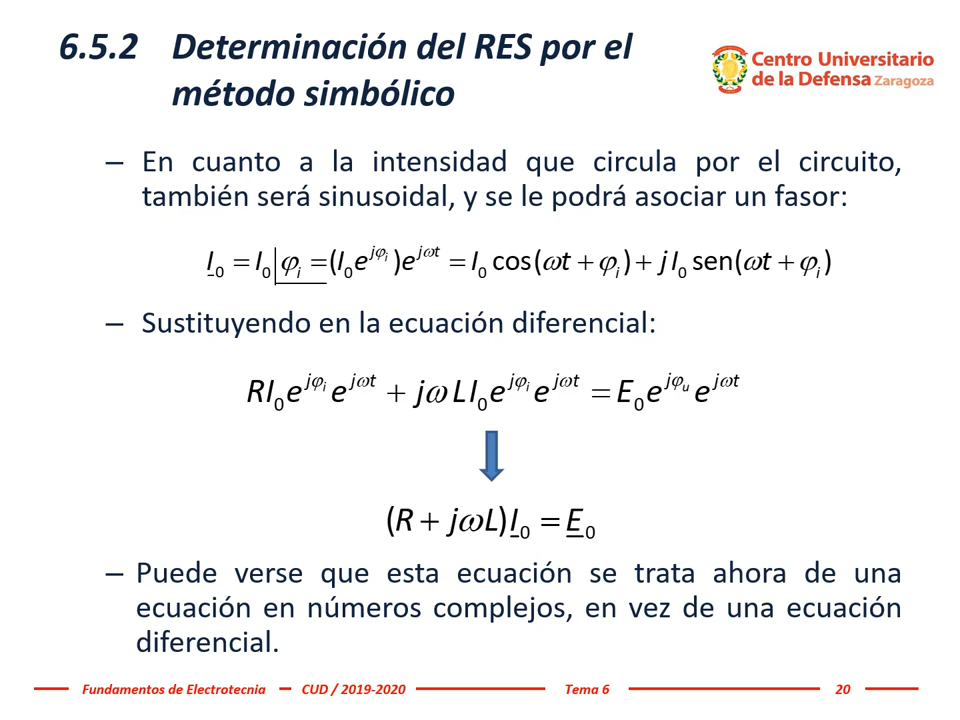 6.5.2 Determinación del RES por el
método simbólico
Centro Universitario
de la Defensa Zaragoza
– En cuanto a la intensidad que circula por el circuito,
también será sinusoidal, y se le podrá asociar un fasor:
I̲₀ = I₀ |φᵢ = (I₀e^{jφᵢ})e^{jωt} = I₀ cos(ωt + φᵢ) + j I₀ sen(ωt + φᵢ)
– Sustituyendo en la ecuación diferencial:
RI₀e^{jφᵢ}e^{jωt} + jωLI₀e^{jφᵢ}e^{jωt} = E₀e^{jφᵤ}e^{jωt}
(R + jωL)I̲₀ = E̲₀
– Puede verse que esta ecuación se trata ahora de una
ecuación en números complejos, en vez de una ecuación
diferencial.
Fundamentos de Electrotecnia CUD / 2019-2020 Tema 6 20